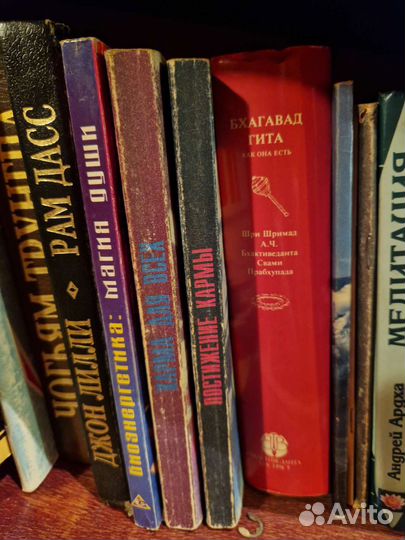 ЧОГЬЯМ ТРУНГПА
ДЖОН ЛИЛЛИ ◆ РАМ ДАСС
биоэнергетика: магия души
КАРМА ДЛЯ ВСЕХ
ПОСТИЖЕНИЕ КАРМЫ
БХАГАВАД
ГИТА
КАК ОНА ЕСТЬ
Шри Шримад
А.Ч.
Бхактиведанта
Свами
Прабхупада
Андрей Ардха
МЕДИТАЦИЯ
Avito